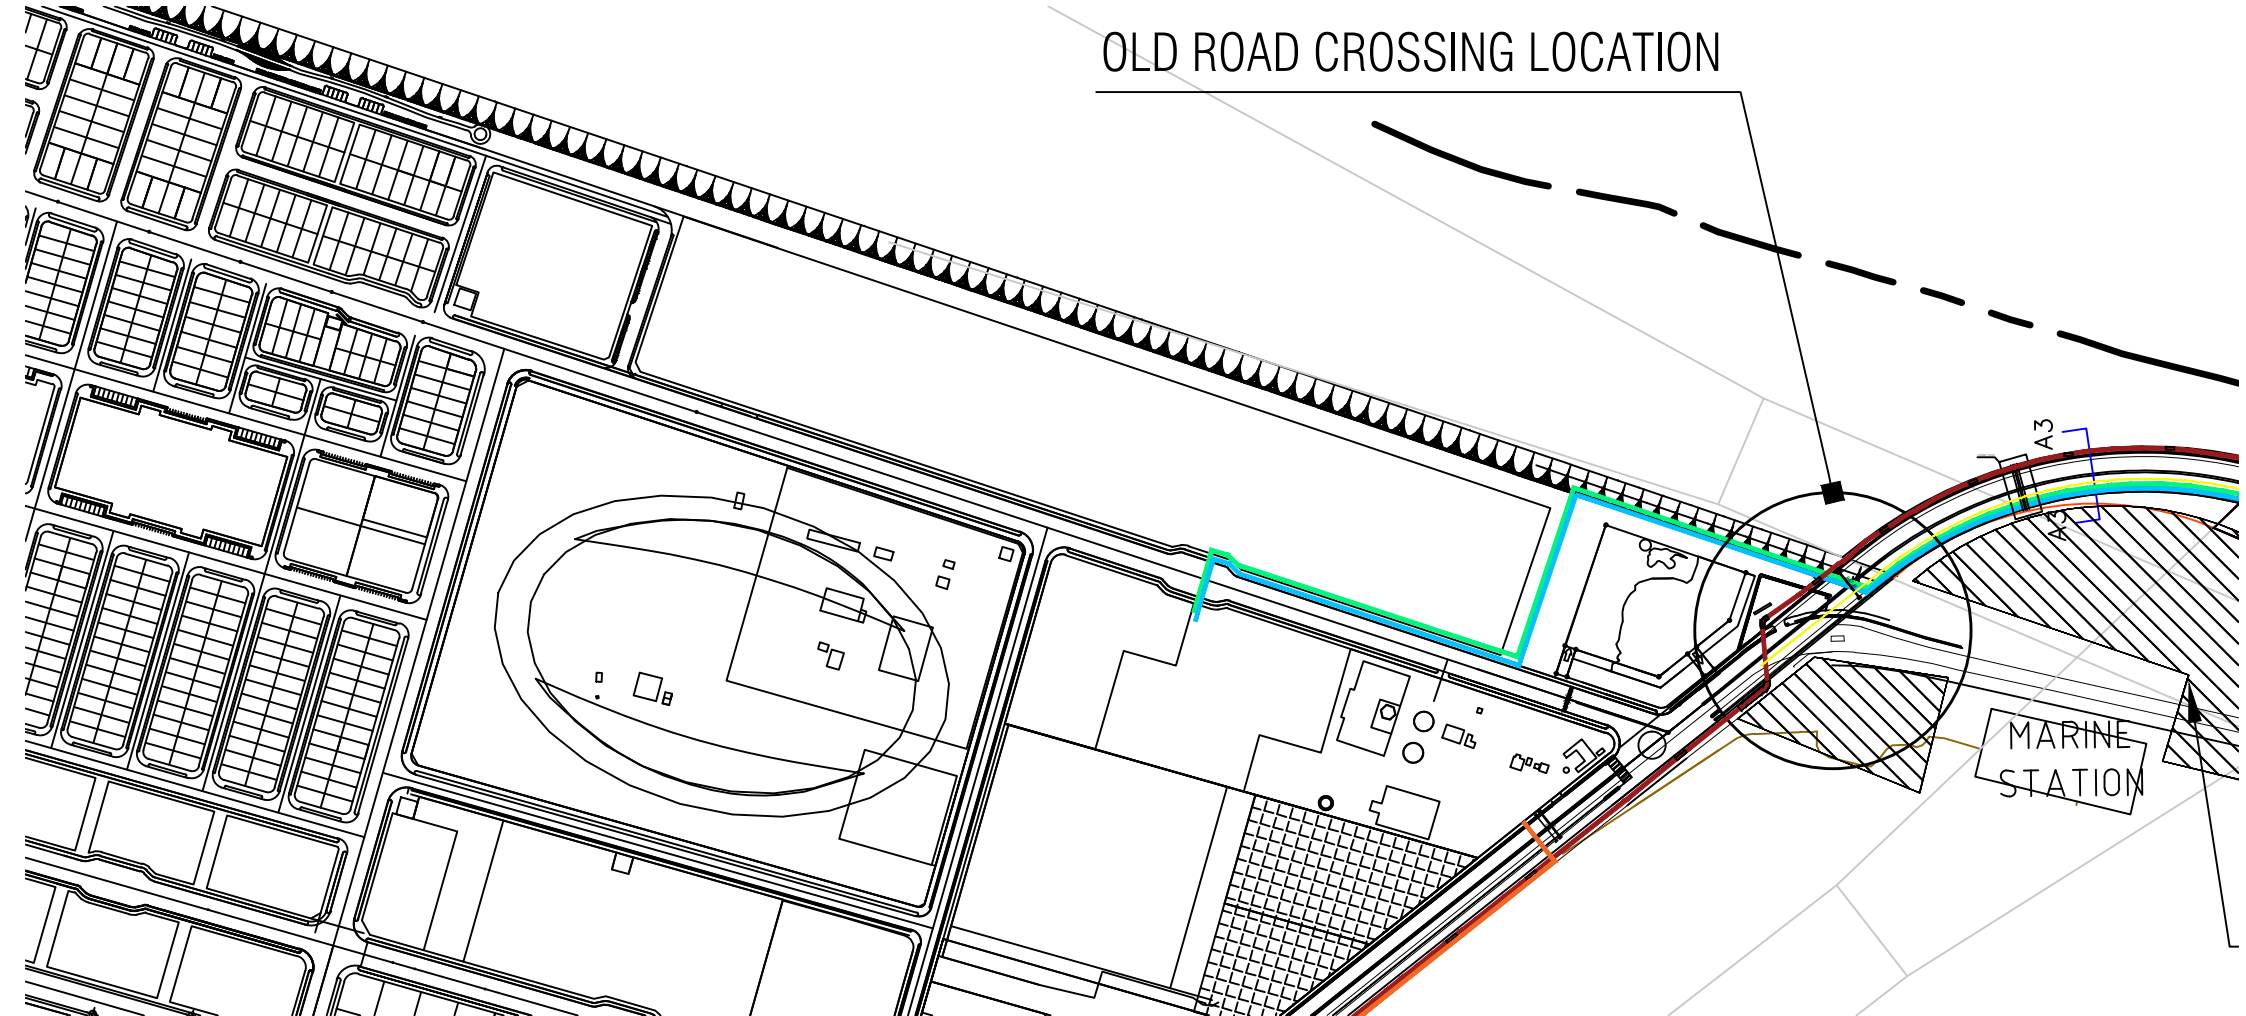 OLD ROAD CROSSING LOCATION
A3
A3
MARINE
STATION